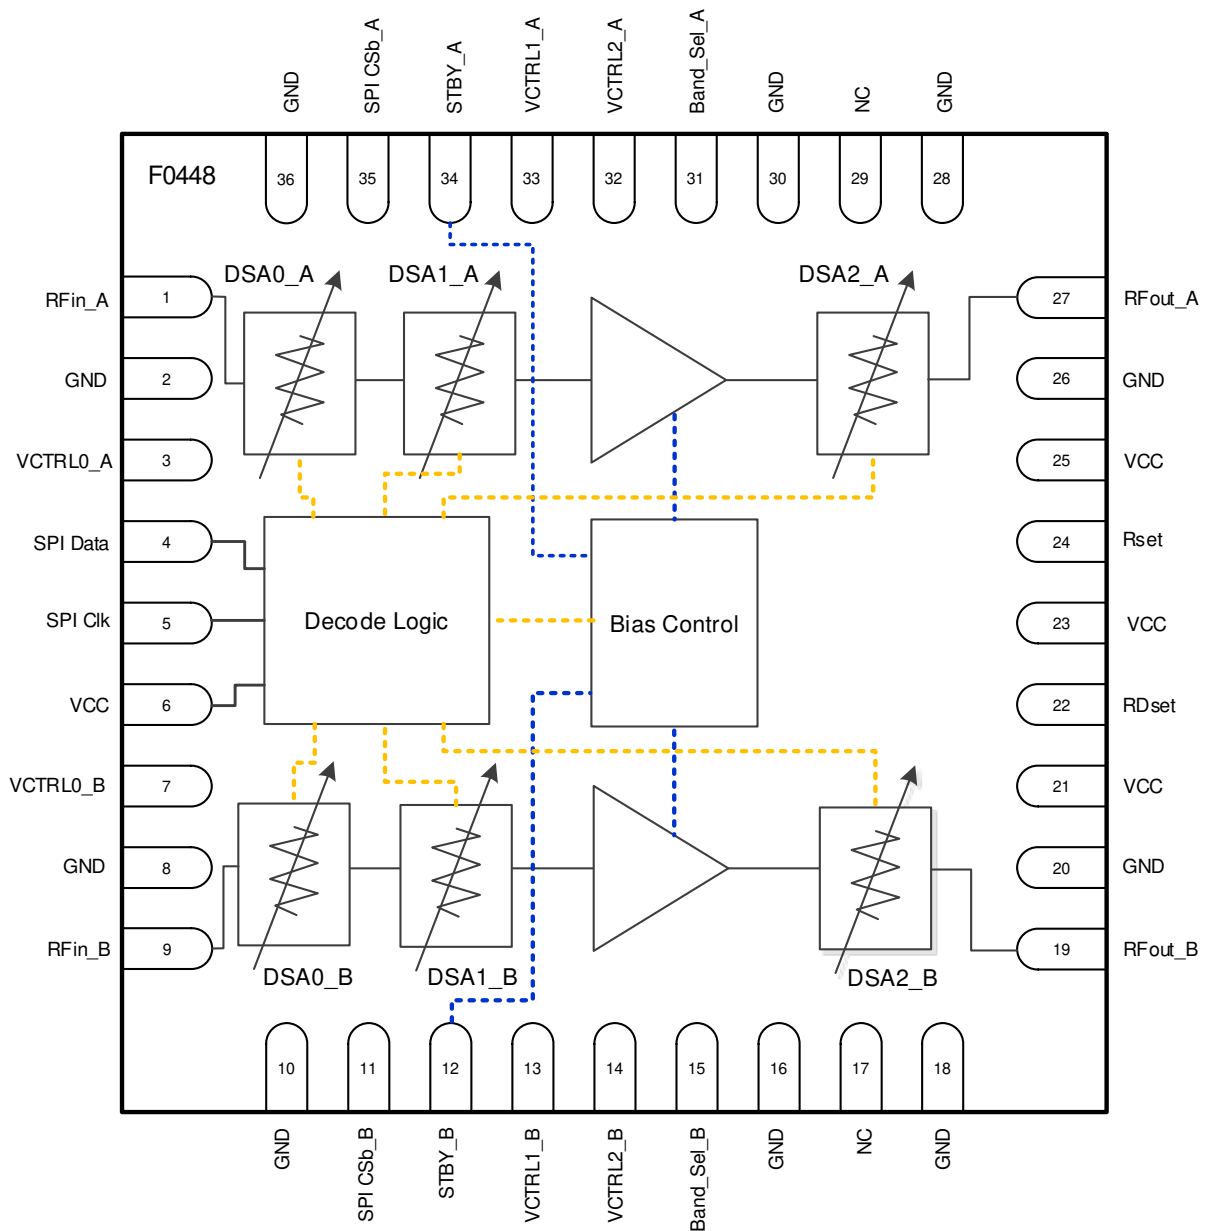 GND
SPI CSb_A
STBY_A
VCTRL1_A
VCTRL2_A
Band_Sel_A
GND
NC
GND
F0448
36
35
34
33
32
31
30
29
28
DSA0_A
DSA1_A
DSA2_A
RFin_A
1
27
RFout_A
GND
2
26
GND
VCTRL0_A
3
25
VCC
SPI Data
4
24
Rset
SPI Clk
5
Decode Logic
Bias Control
23
VCC
VCC
6
22
RDset
VCTRL0_B
7
21
VCC
GND
8
20
GND
RFin_B
9
19
RFout_B
DSA0_B
DSA1_B
DSA2_B
10
11
12
13
14
15
16
17
18
GND
SPI CSb_B
STBY_B
VCTRL1_B
VCTRL2_B
Band_Sel_B
GND
NC
GND